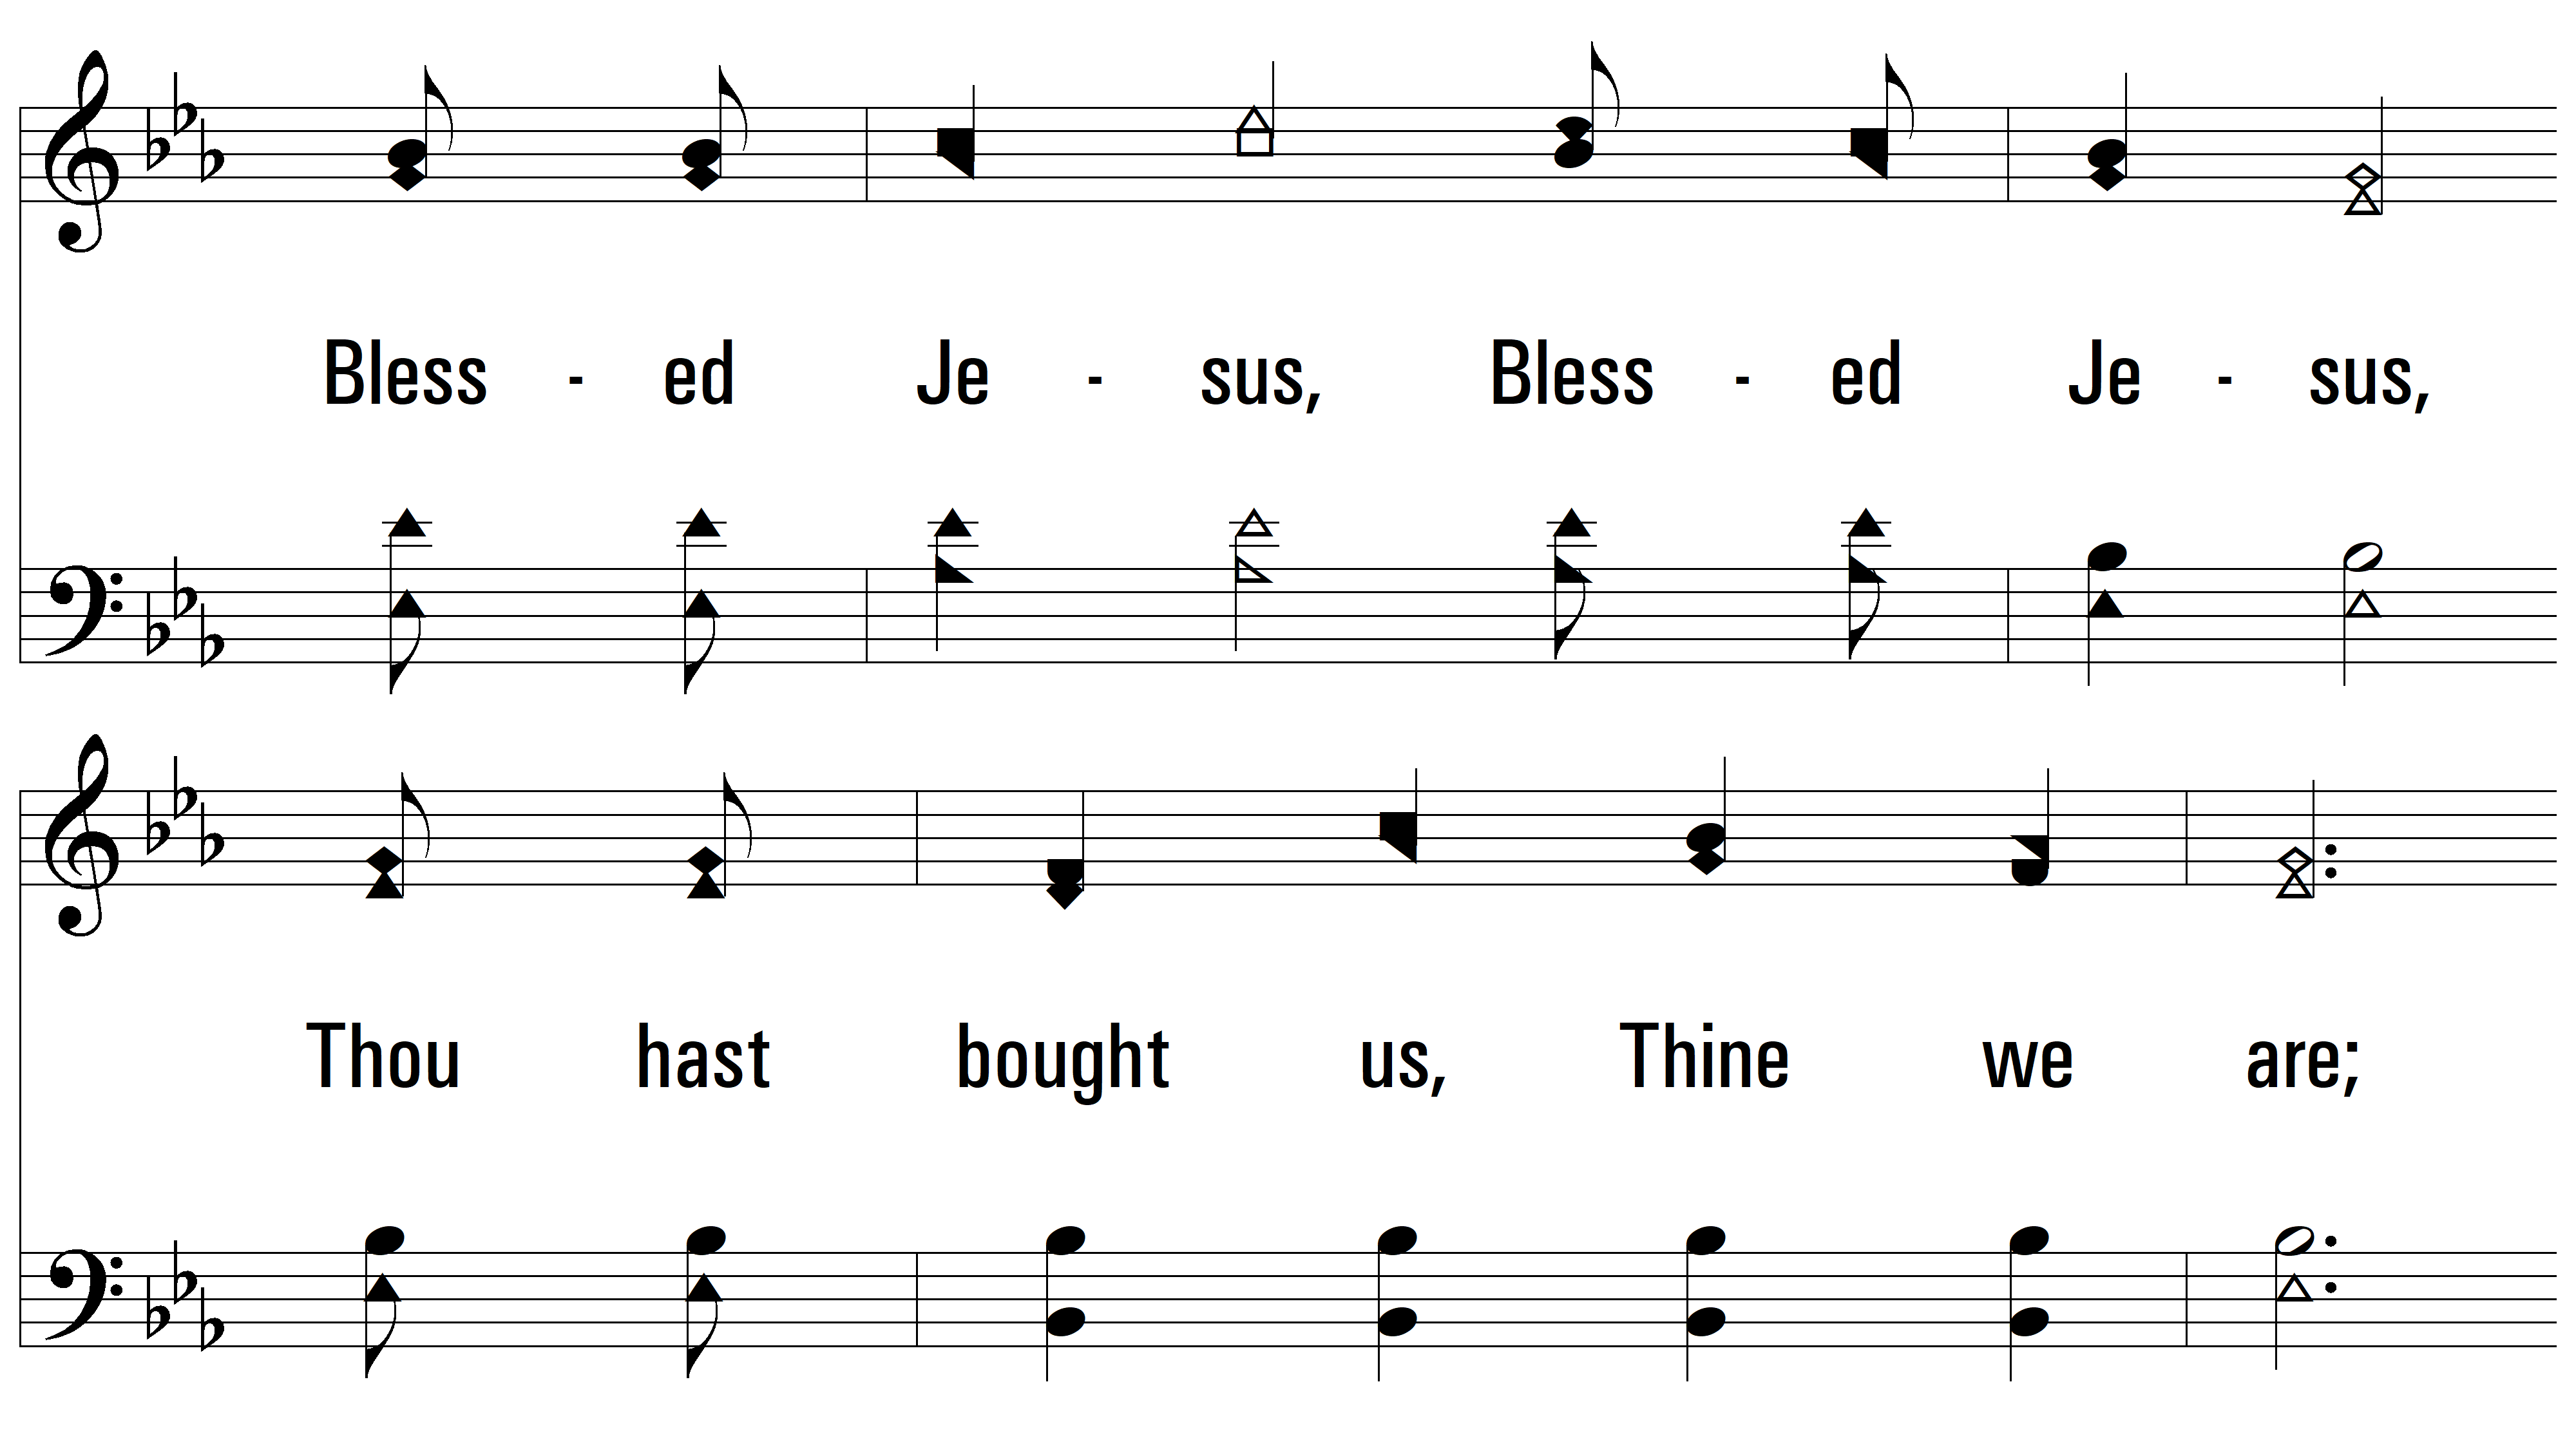 Bless - ed Je - sus, Bless - ed Je - sus,
Thou hast bought us, Thine we are;